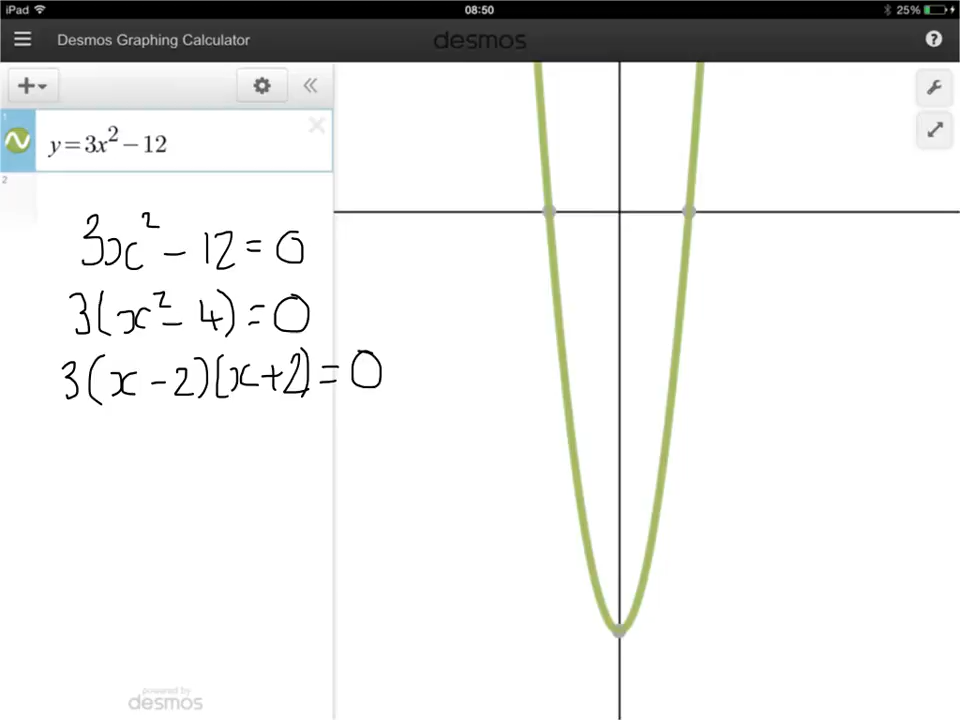 iPad 08:50 25%
Desmos Graphing Calculator desmos
1
y=3x²−12
2
3x²−12=0
3(x²−4)=0
3(x−2)(x+2)=0
powered by
desmos